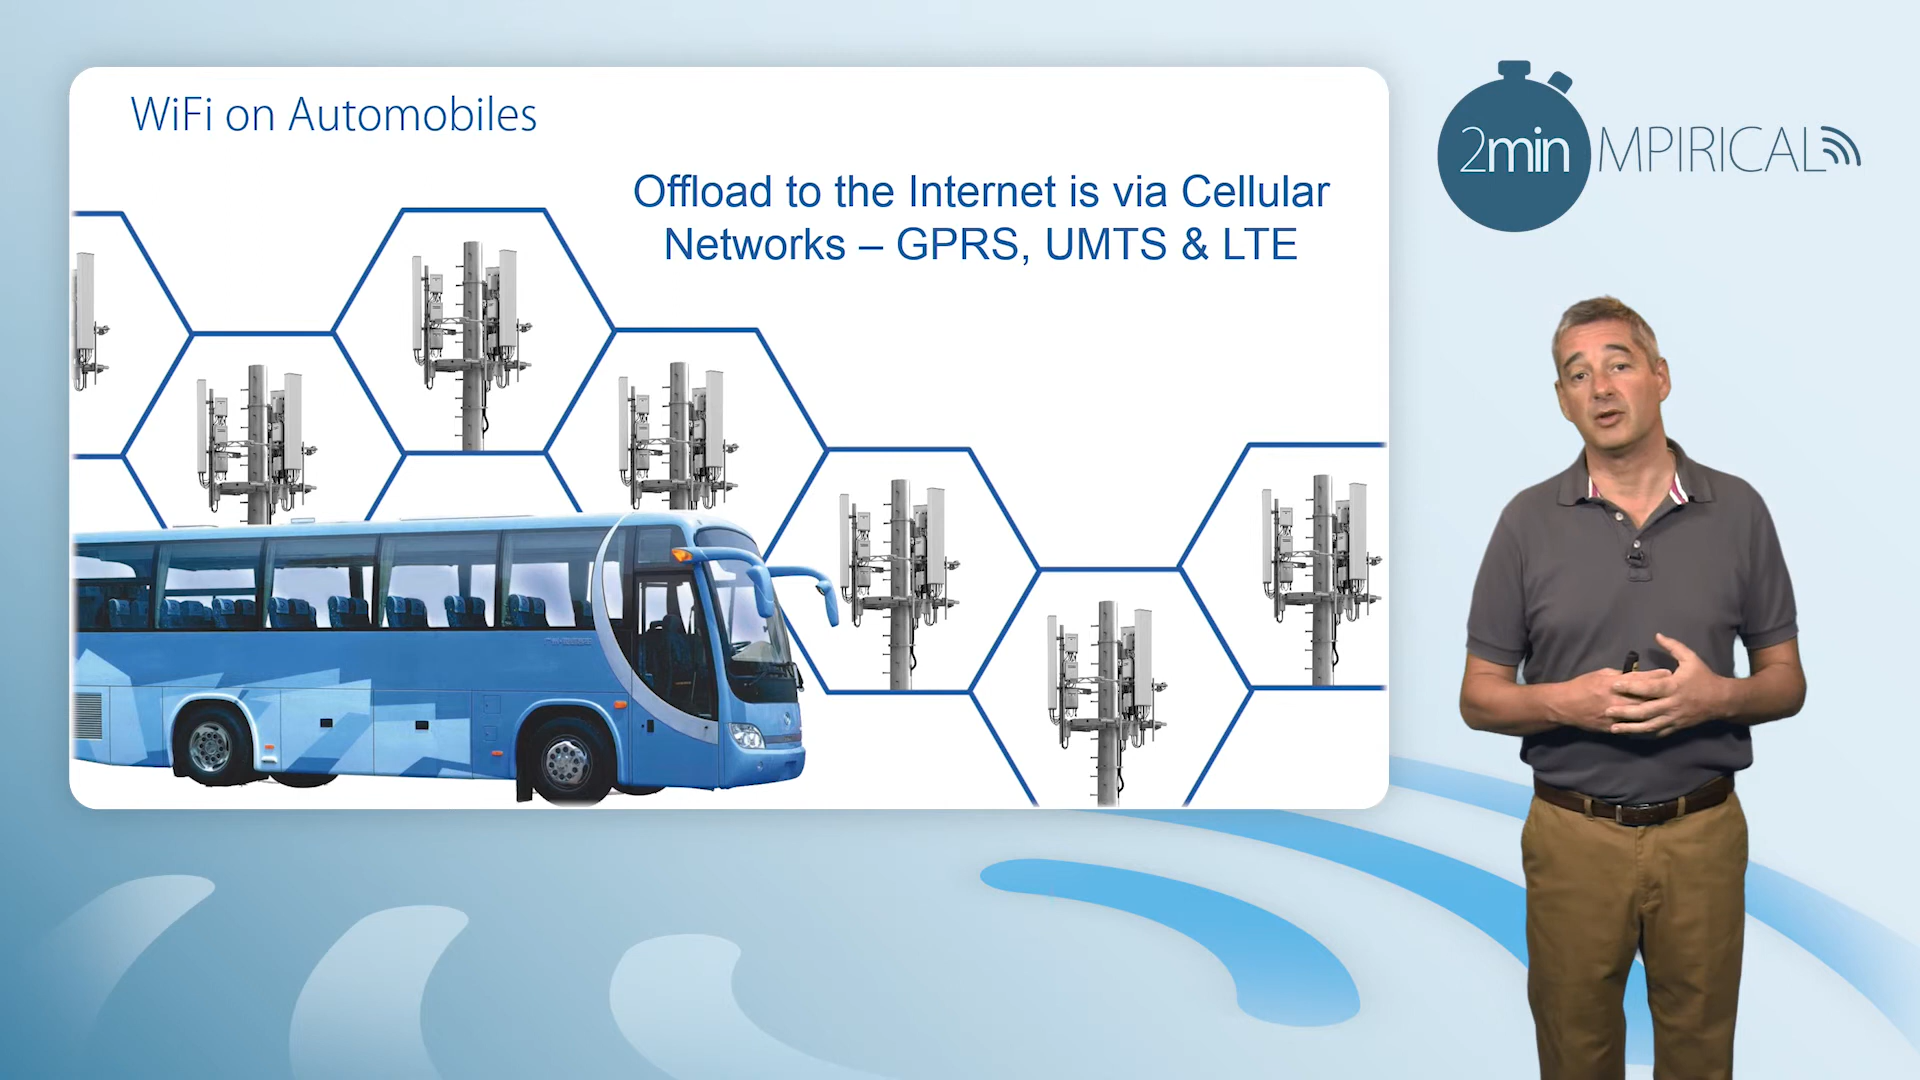 WiFi on Automobiles
Offload to the Internet is via Cellular
Networks – GPRS, UMTS & LTE
2min MPIRICAL